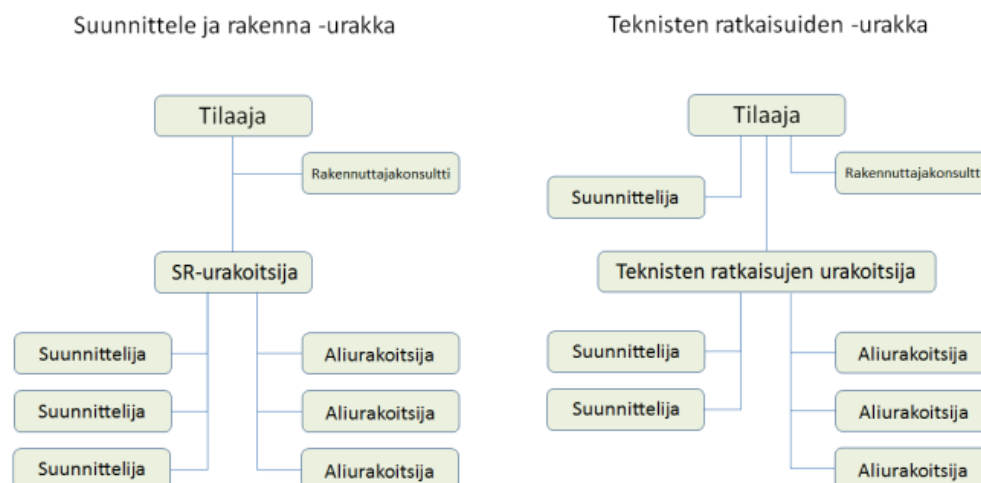 Suunnittele ja rakenna -urakka
Tilaaja
Rakennuttajakonsultti
SR-urakoitsija
Suunnittelija
Aliurakoitsija
Suunnittelija
Aliurakoitsija
Suunnittelija
Aliurakoitsija
Teknisten ratkaisuiden -urakka
Tilaaja
Rakennuttajakonsultti
Suunnittelija
Teknisten ratkaisujen urakoitsija
Suunnittelija
Aliurakoitsija
Suunnittelija
Aliurakoitsija
Aliurakoitsija